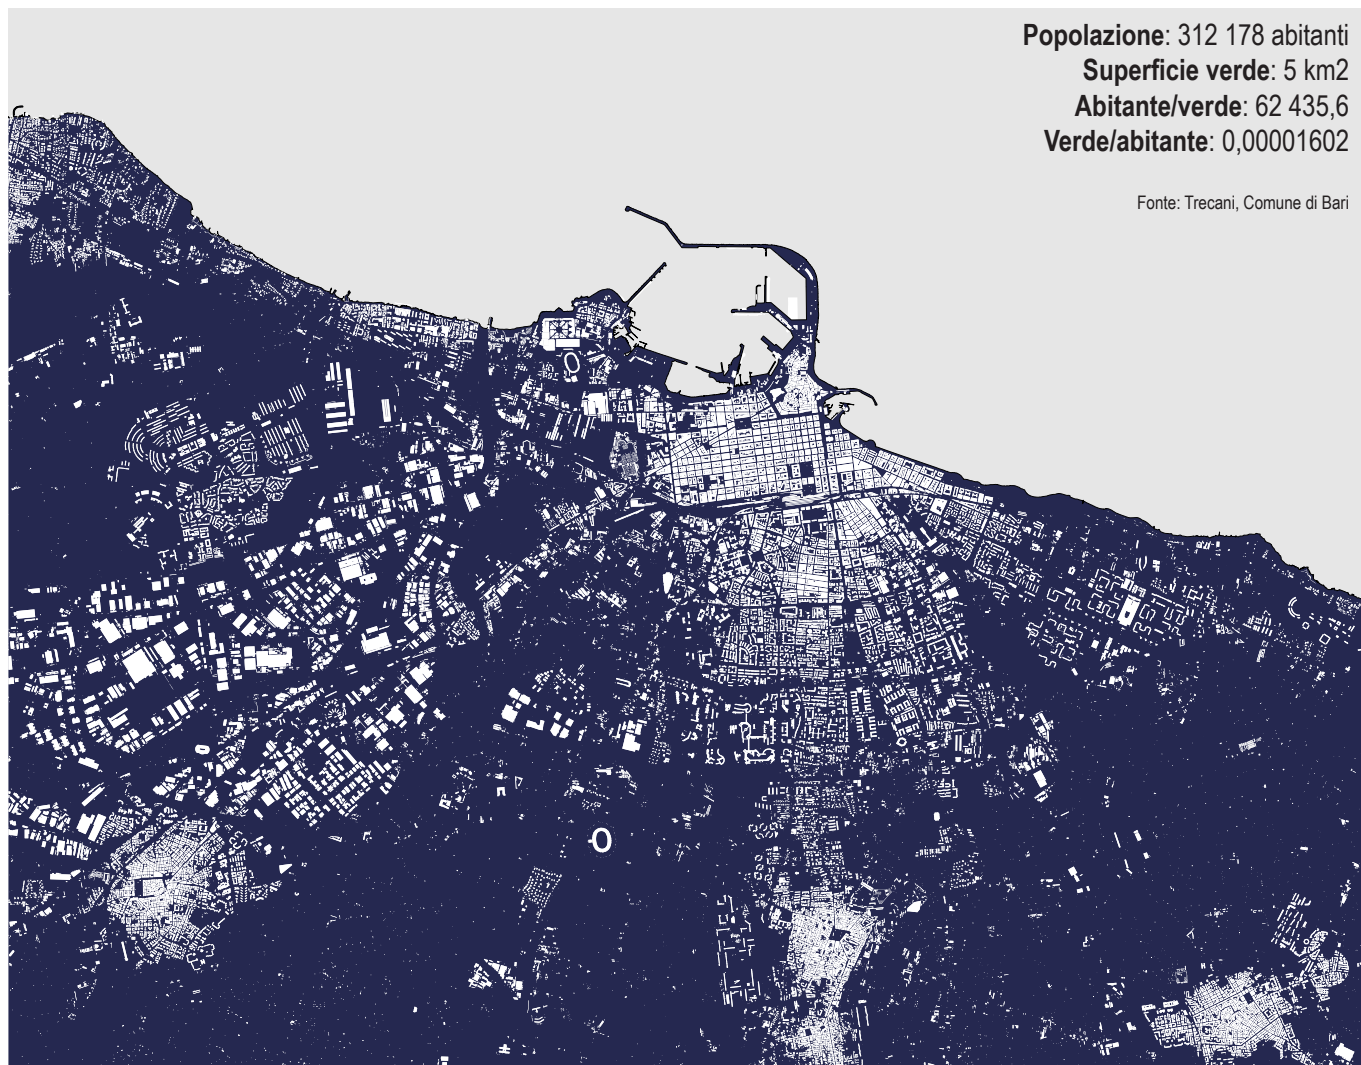 Popolazione: 312 178 abitanti
Superficie verde: 5 km2
Abitante/verde: 62 435,6
Verde/abitante: 0,00001602
Fonte: Trecani, Comune di Bari